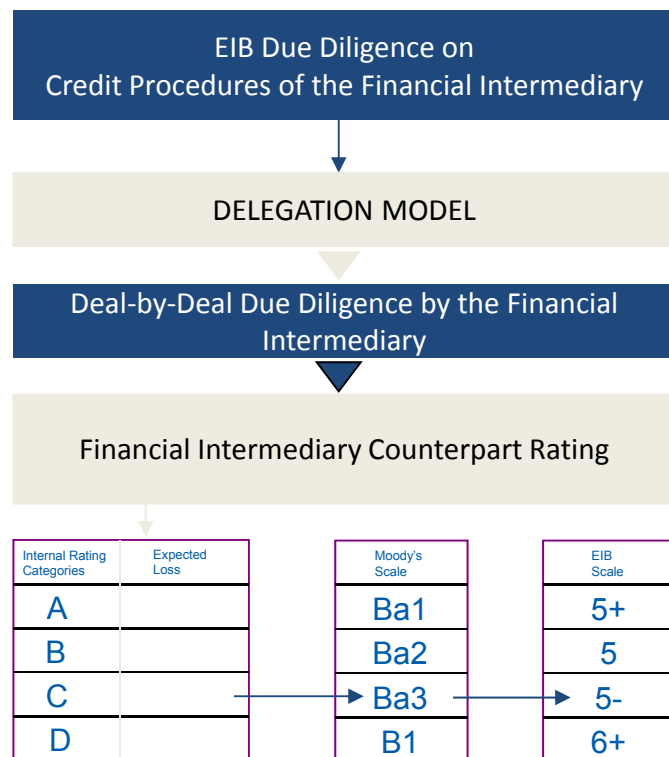 EIB Due Diligence on
Credit Procedures of the Financial Intermediary
DELEGATION MODEL
Deal-by-Deal Due Diligence by the Financial
Intermediary
Financial Intermediary Counterpart Rating
Internal Rating
Categories
Expected
Loss
Moody's
Scale
EIB
Scale
A
Ba1
5+
B
Ba2
5
C
Ba3
5-
D
B1
6+